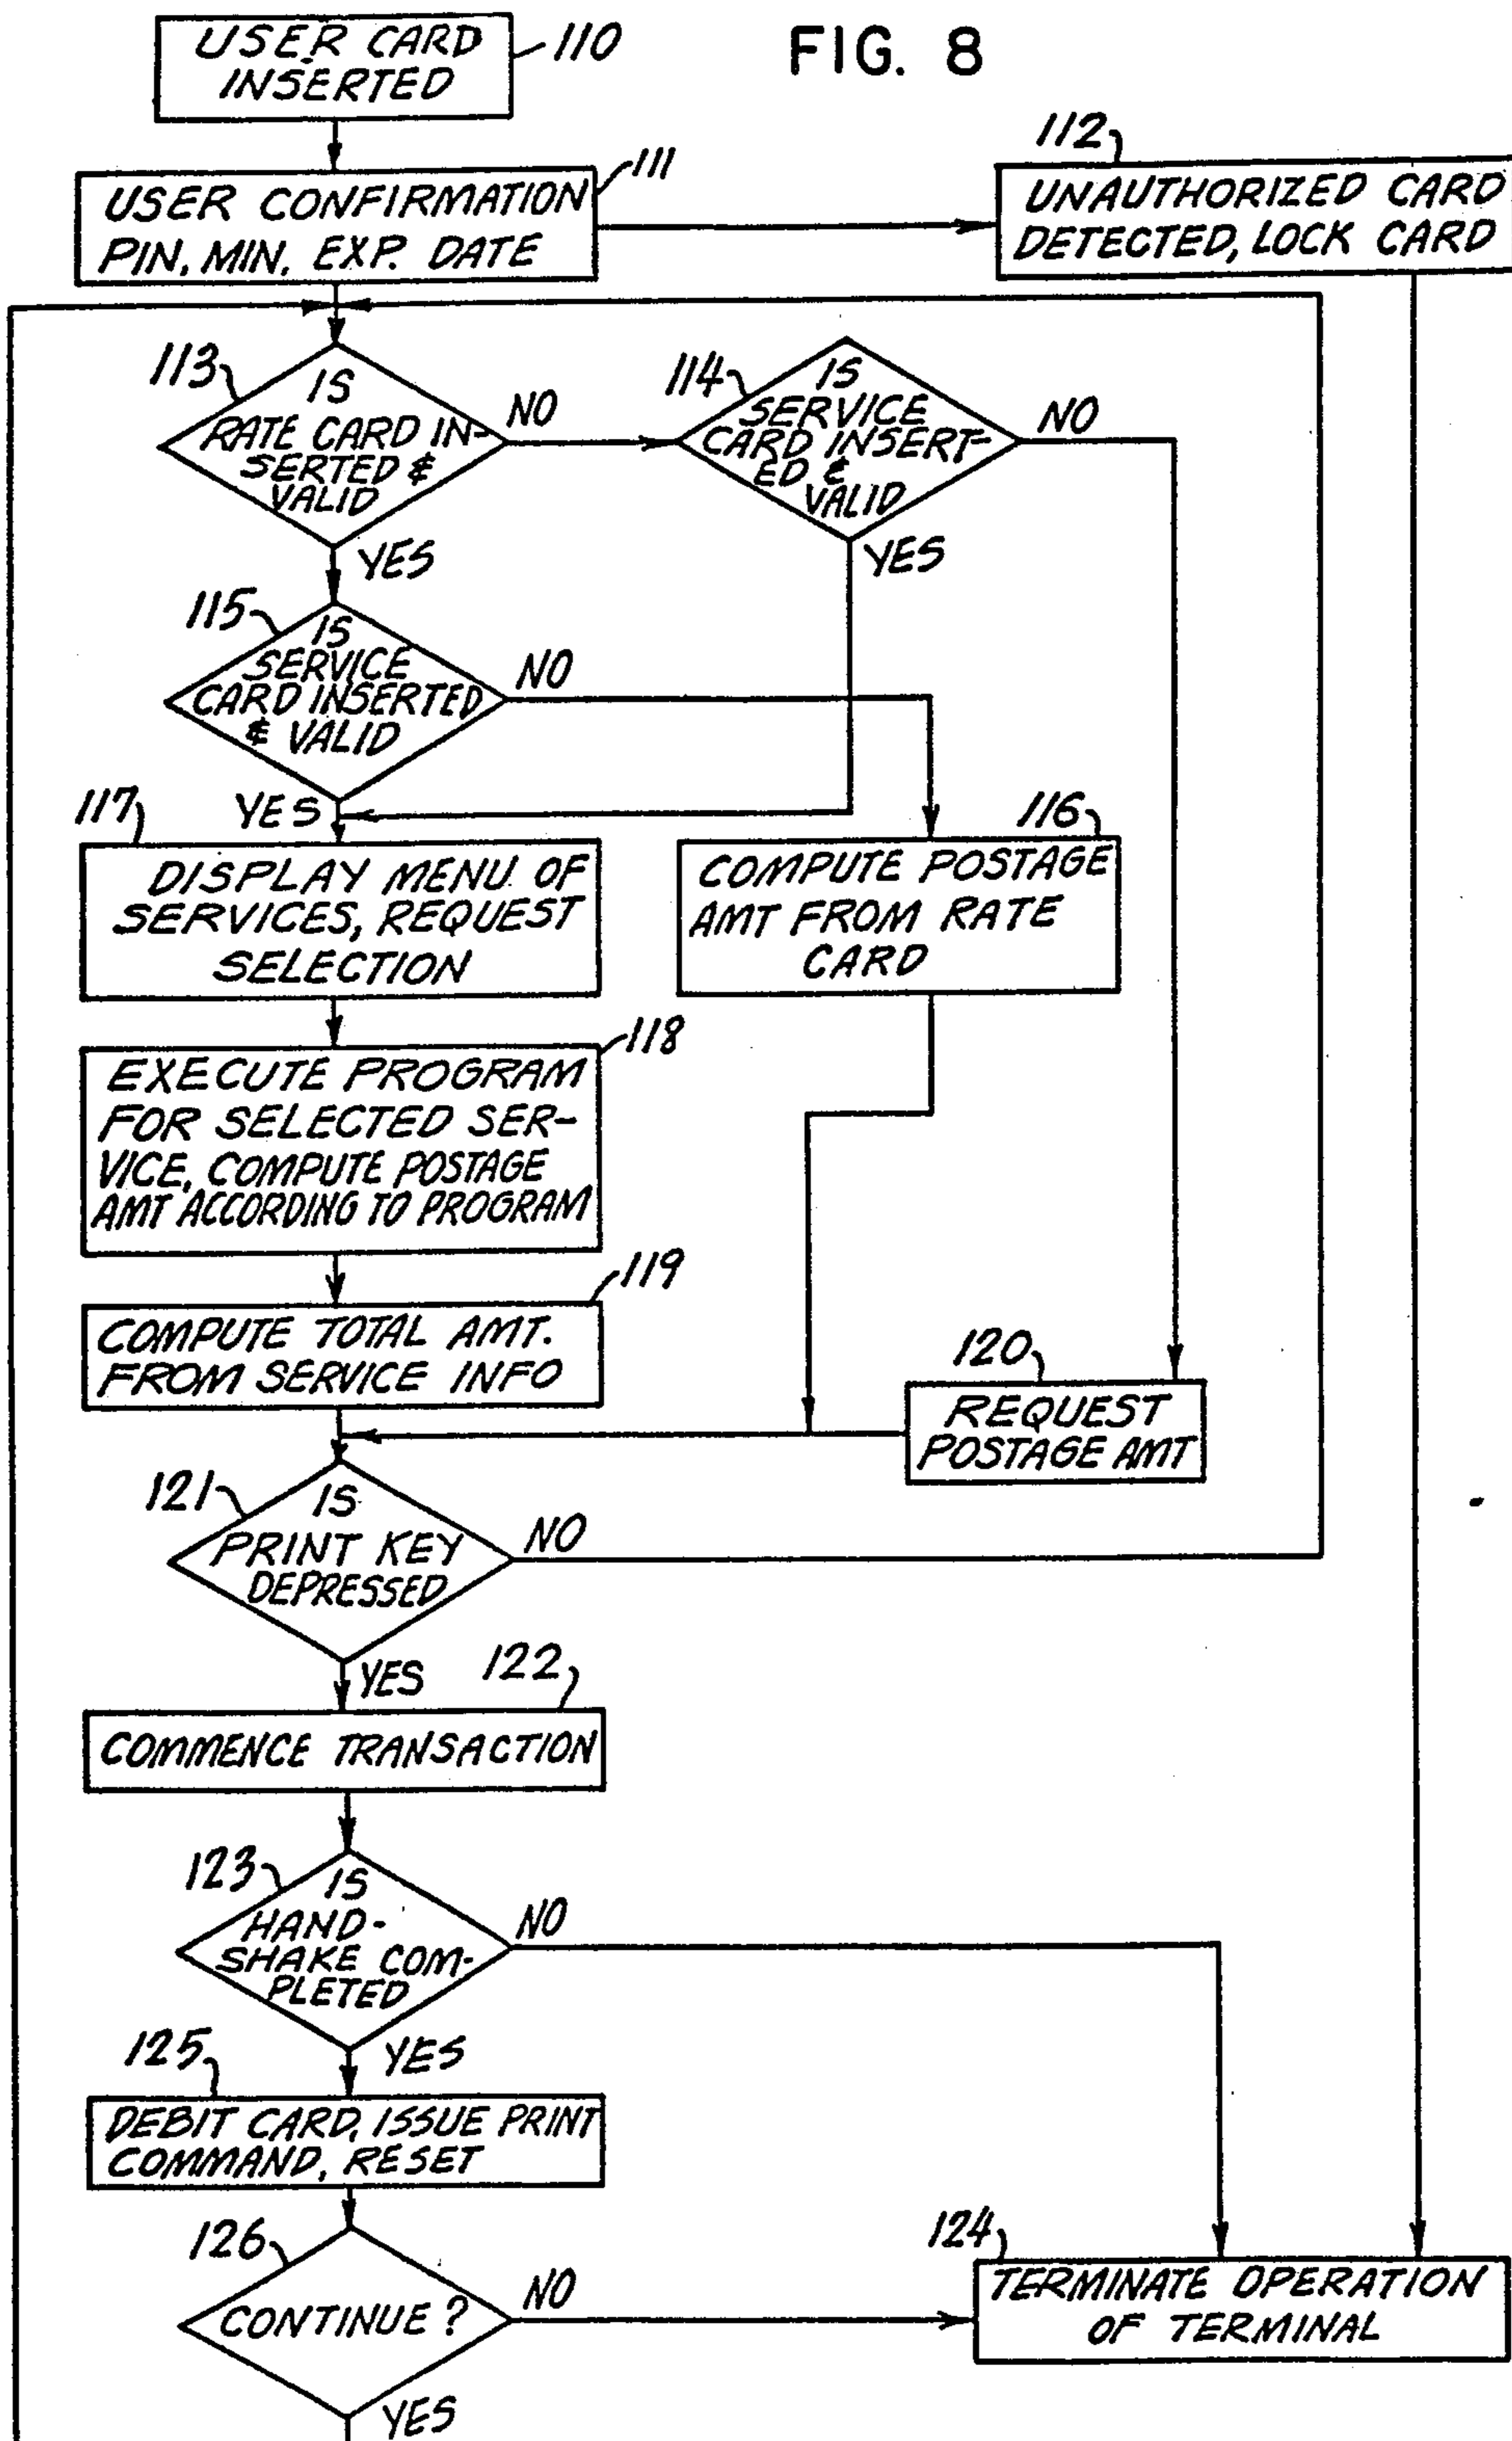 FIG. 8
USER CARD
INSERTED
110
USER CONFIRMATION
PIN, MIN, EXP. DATE
111
112
UNAUTHORIZED CARD
DETECTED, LOCK CARD
113
IS
RATE CARD IN-
SERTED &
VALID
NO
YES
114
IS
SERVICE
CARD INSERT-
ED &
VALID
NO
YES
115
IS
SERVICE
CARD INSERTED
& VALID
NO
YES
117
DISPLAY MENU OF
SERVICES, REQUEST
SELECTION
116
COMPUTE POSTAGE
AMT FROM RATE
CARD
118
EXECUTE PROGRAM
FOR SELECTED SER-
VICE, COMPUTE POSTAGE
AMT ACCORDING TO PROGRAM
119
COMPUTE TOTAL AMT.
FROM SERVICE INFO
120
REQUEST
POSTAGE AMT
121
IS
PRINT KEY
DEPRESSED
NO
YES
122
COMMENCE TRANSACTION
123
IS
HAND-
SHAKE COM-
PLETED
NO
YES
125
DEBIT CARD, ISSUE PRINT
COMMAND, RESET
126
CONTINUE?
NO
YES
124
TERMINATE OPERATION
OF TERMINAL